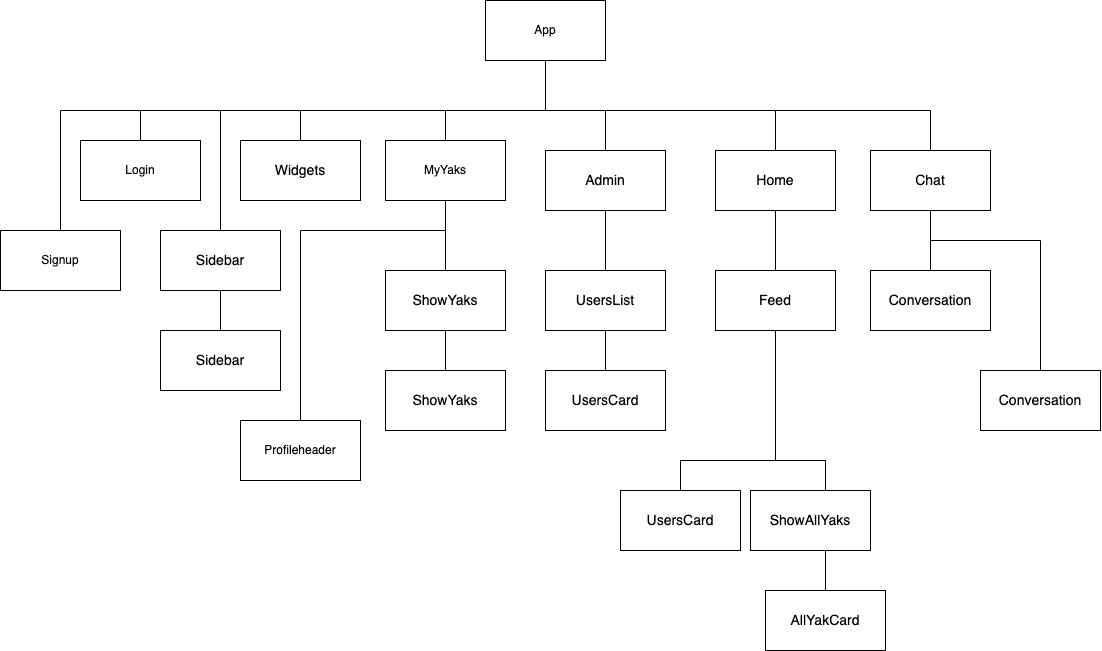 App
Login
Widgets
MyYaks
Admin
Home
Chat
Signup
Sidebar
ShowYaks
UsersList
Feed
Conversation
Sidebar
ShowYaks
UsersCard
Conversation
Profileheader
UsersCard
ShowAllYaks
AllYakCard